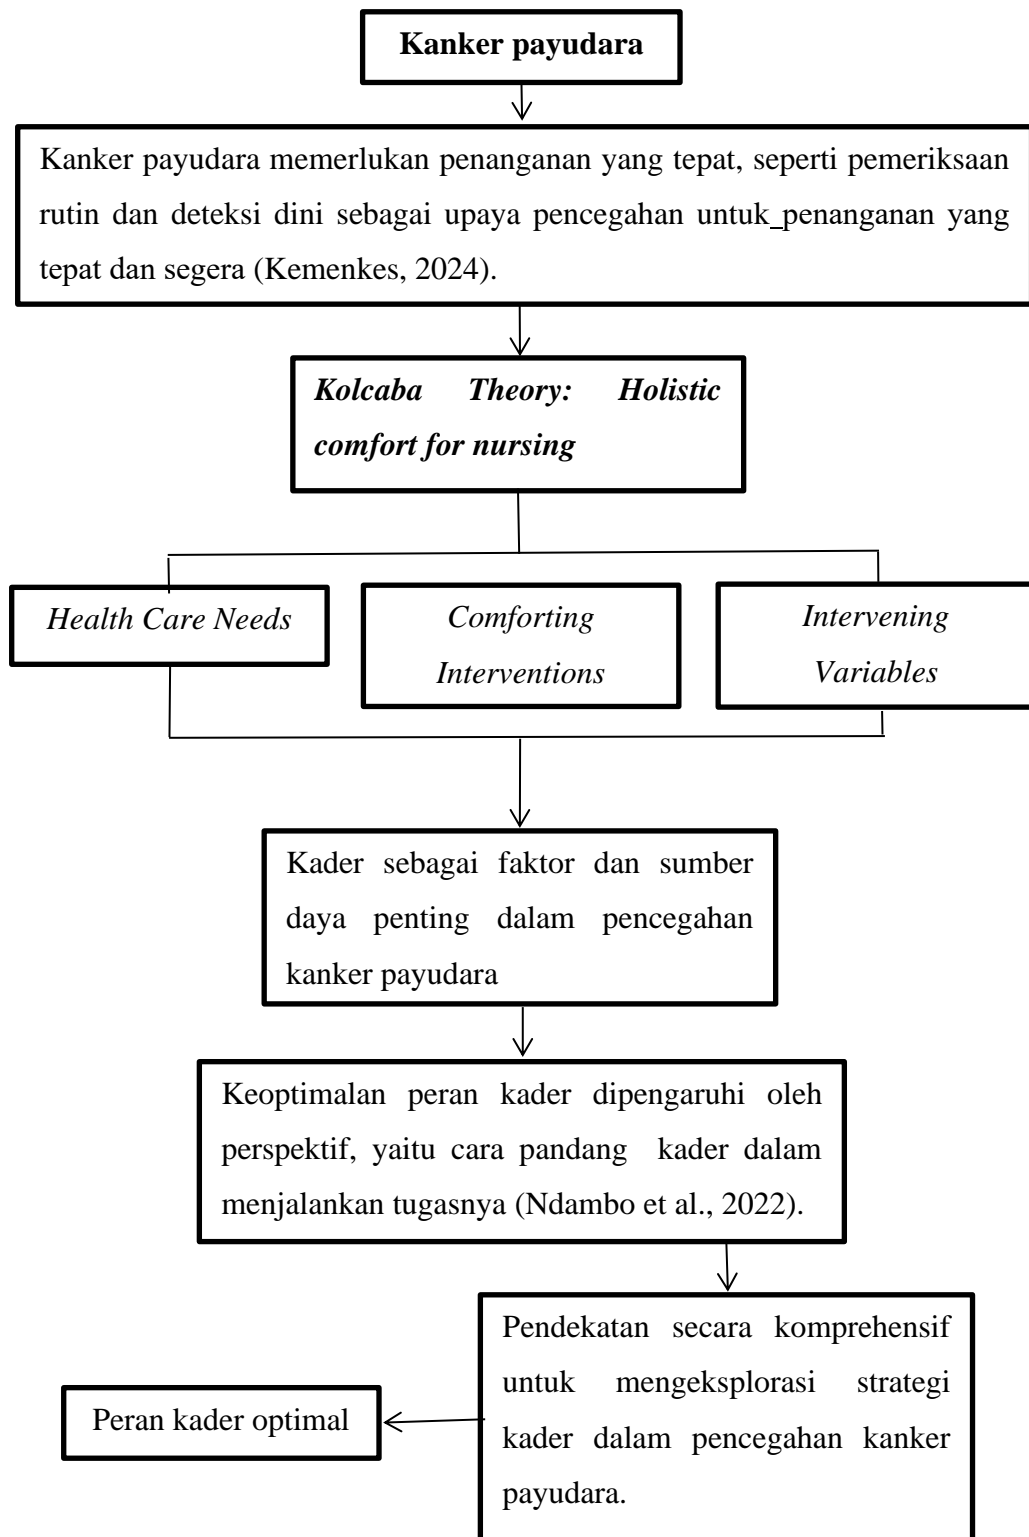 Kanker payudara
Kanker payudara memerlukan penanganan yang tepat, seperti pemeriksaan
rutin dan deteksi dini sebagai upaya pencegahan untuk penanganan yang
tepat dan segera (Kemenkes, 2024).
Kolcaba Theory: Holistic
comfort for nursing
Health Care Needs
Comforting
Interventions
Intervening
Variables
Kader sebagai faktor dan sumber
daya penting dalam pencegahan
kanker payudara
Keoptimalan peran kader dipengaruhi oleh
perspektif, yaitu cara pandang kader dalam
menjalankan tugasnya (Ndambo et al., 2022).
Pendekatan secara komprehensif
untuk mengeksplorasi strategi
kader dalam pencegahan kanker
payudara.
Peran kader optimal